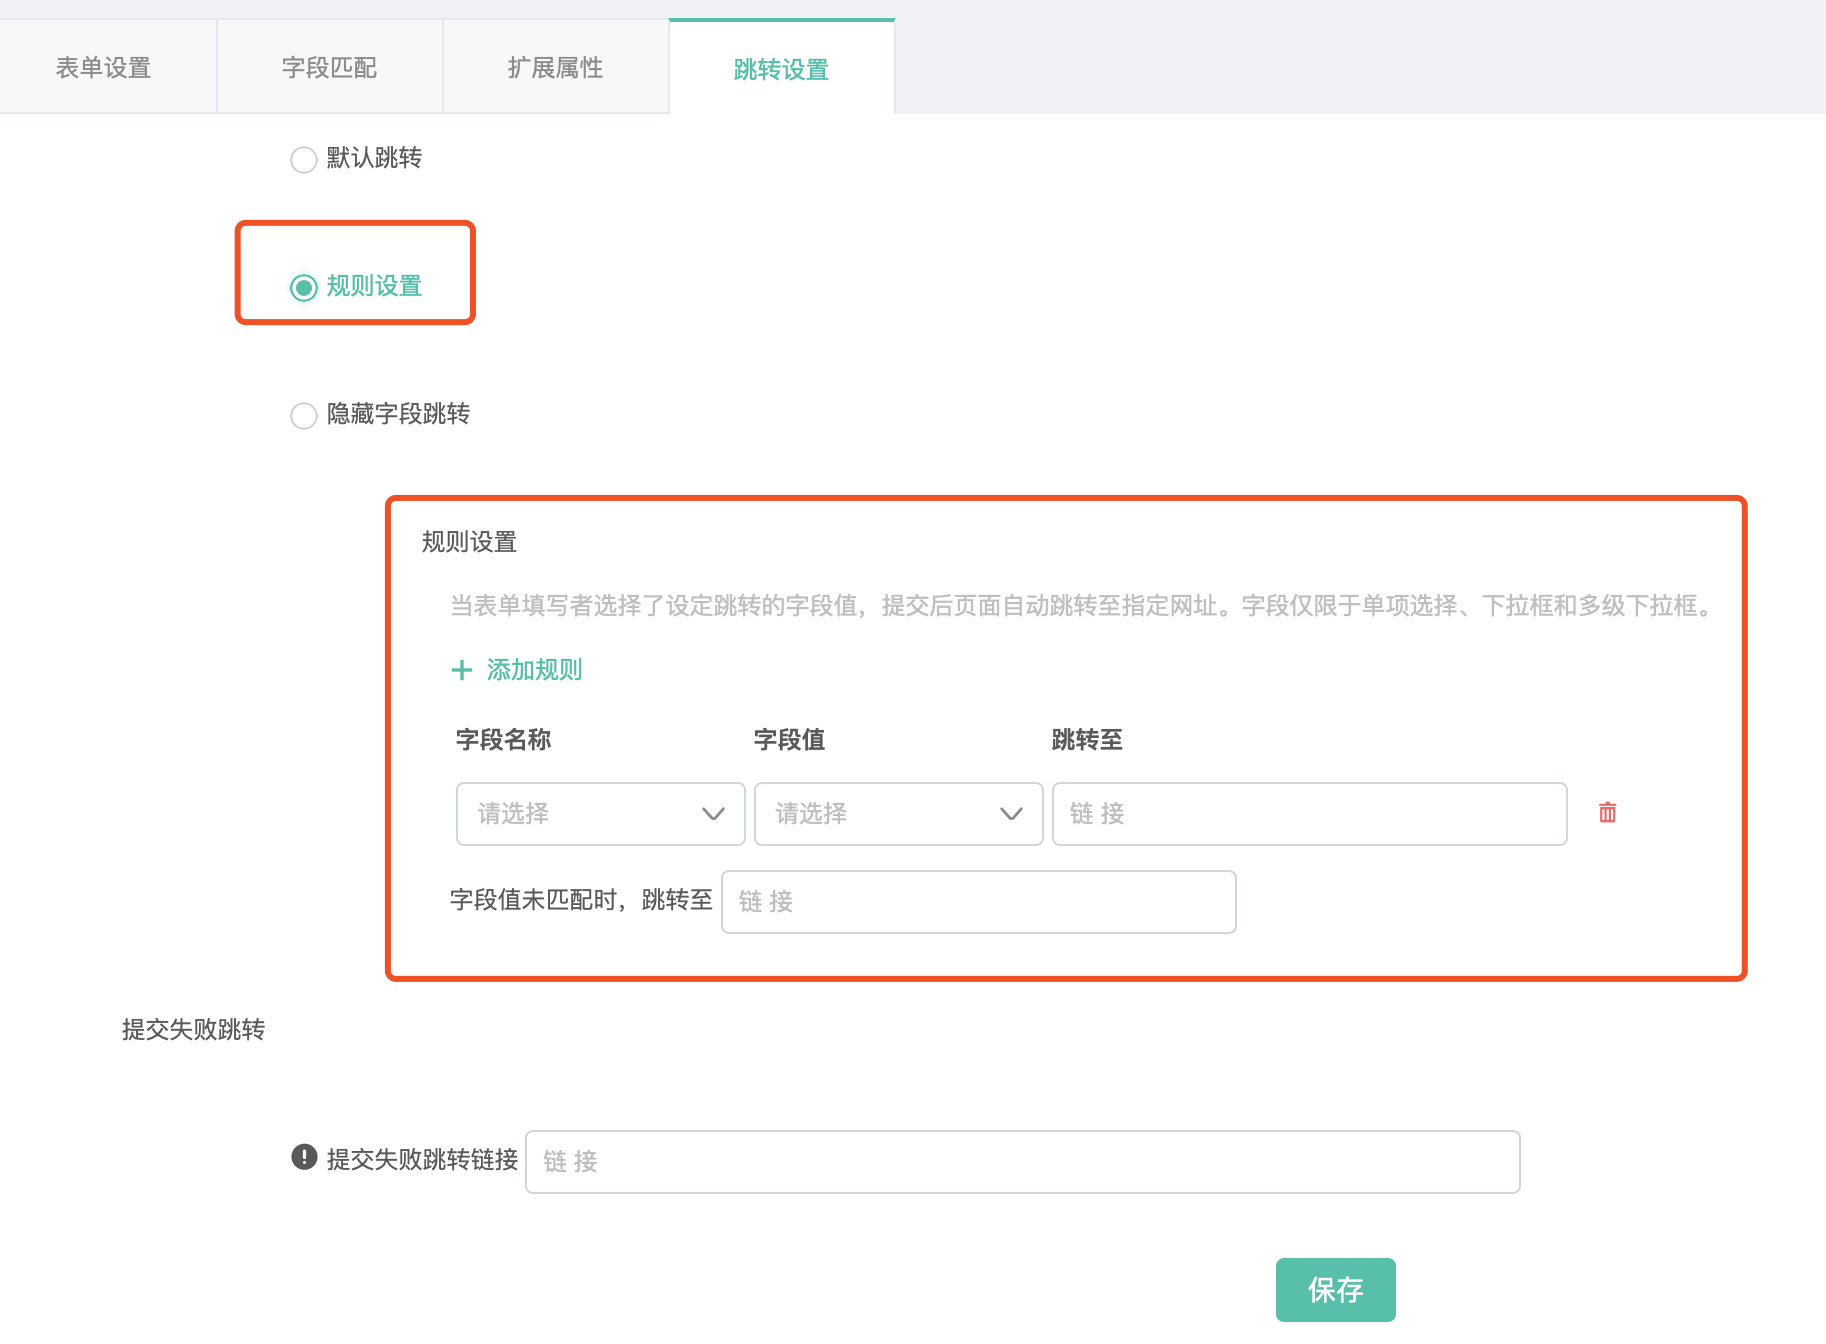 表单设置 字段匹配 扩展属性 跳转设置
默认跳转
规则设置
隐藏字段跳转
规则设置
当表单填写者选择了设定跳转的字段值，提交后页面自动跳转至指定网址。字段仅限于单项选择、下拉框和多级下拉框。
添加规则
字段名称 字段值 跳转至
请选择 请选择 链 接
字段值未匹配时，跳转至 链 接
提交失败跳转
提交失败跳转链接 链 接
保存